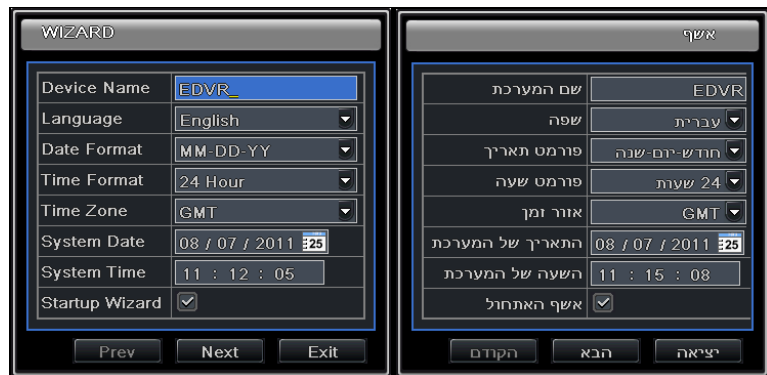 WIZARD
Device Name EDVR_
Language English
Date Format MM-DD-YY
Time Format 24 Hour
Time Zone GMT
System Date 08 / 07 / 2011 25
System Time 11 : 12 : 05
Startup Wizard
Prev Next Exit
אשף
שם המערכת EDVR
שפה עברית
פורמט תאריך חודש-יום-שנה
פורמט שעה 24 שעות
אזור זמן GMT
התאריך של המערכת 08 / 07 / 2011 25
השעה של המערכת 11 : 15 : 08
אשף האתחול
הקודם הבא יציאה